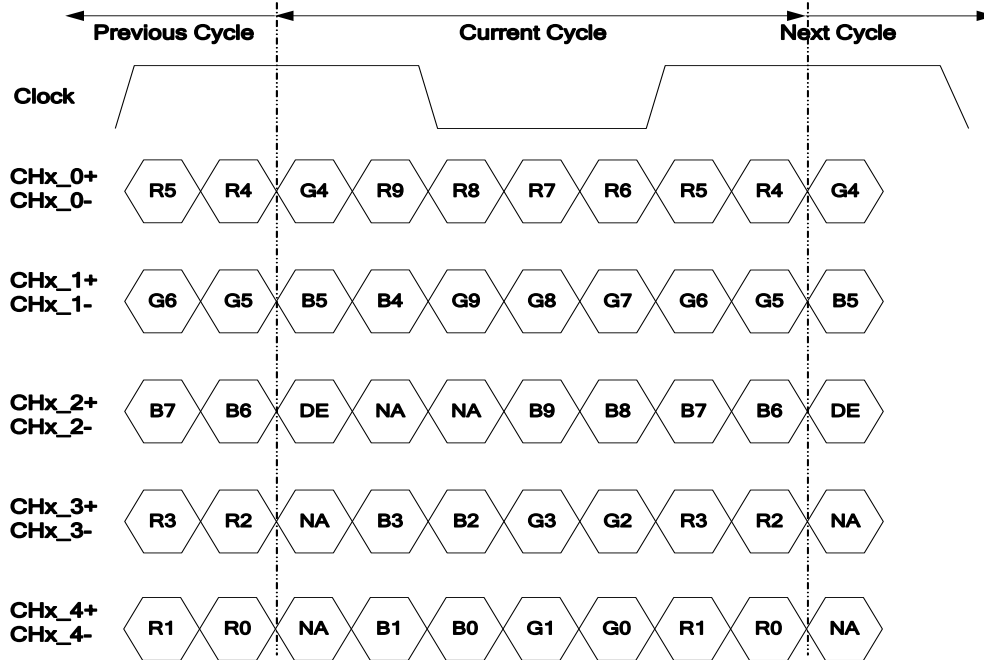 Previous Cycle Current Cycle Next Cycle
Clock
CHx_0+
CHx_0-
R5 R4 G4 R9 R8 R7 R6 R5 R4 G4
CHx_1+
CHx_1-
G6 G5 B5 B4 G9 G8 G7 G6 G5 B5
CHx_2+
CHx_2-
B7 B6 DE NA NA B9 B8 B7 B6 DE
CHx_3+
CHx_3-
R3 R2 NA B3 B2 G3 G2 R3 R2 NA
CHx_4+
CHx_4-
R1 R0 NA B1 B0 G1 G0 R1 R0 NA